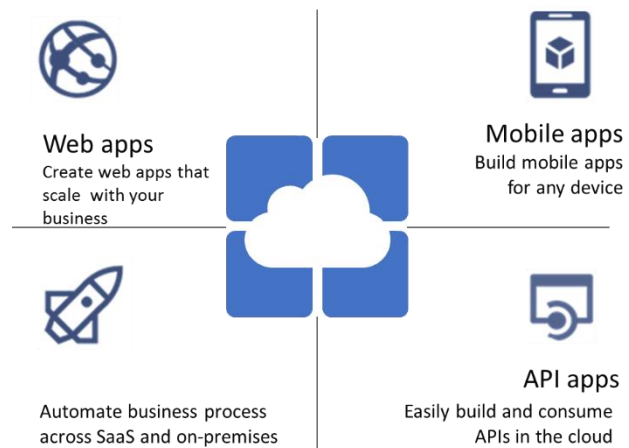 Web apps
Create web apps that
scale with your
business
Mobile apps
Build mobile apps
for any device
Automate business process
across SaaS and on-premises
API apps
Easily build and consume
APIs in the cloud